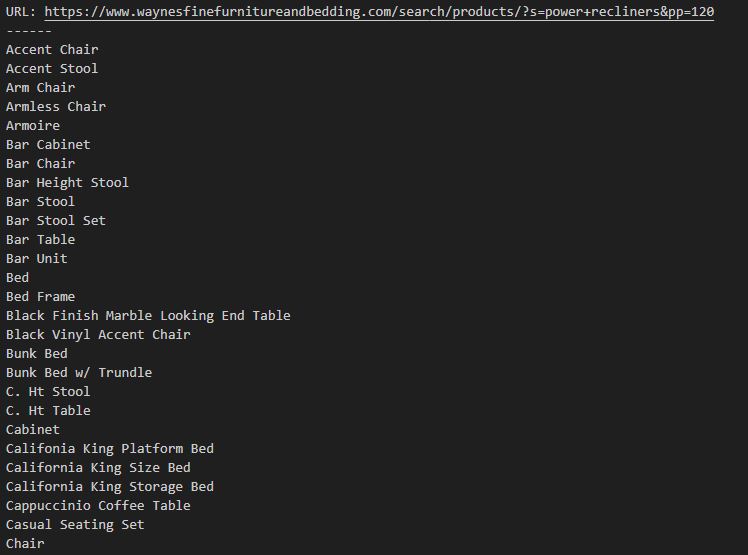 URL: https://www.waynesfinefurnitureandbedding.com/search/products/?s=power+recliners&pp=120
------
Accent Chair
Accent Stool
Arm Chair
Armless Chair
Armoire
Bar Cabinet
Bar Chair
Bar Height Stool
Bar Stool
Bar Stool Set
Bar Table
Bar Unit
Bed
Bed Frame
Black Finish Marble Looking End Table
Black Vinyl Accent Chair
Bunk Bed
Bunk Bed w/ Trundle
C. Ht Stool
C. Ht Table
Cabinet
Califonia King Platform Bed
California King Size Bed
California King Storage Bed
Cappuccinio Coffee Table
Casual Seating Set
Chair